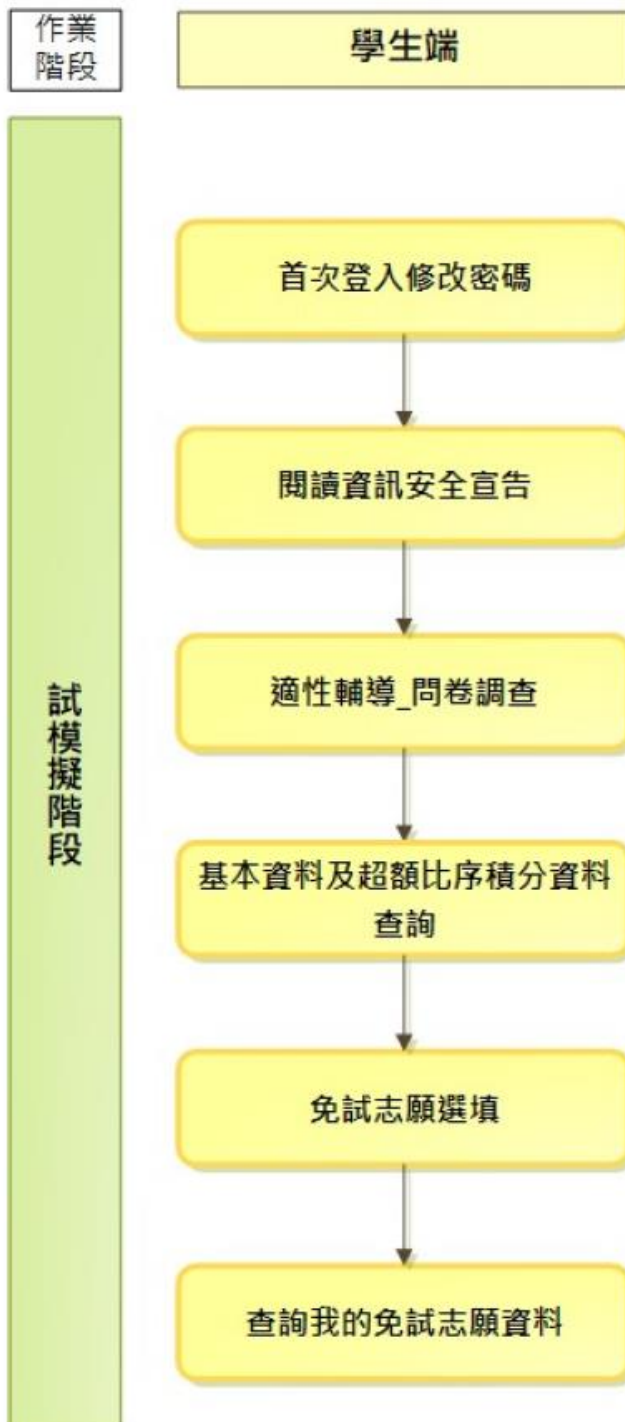 作業
階段
學生端
試模擬階段
首次登入修改密碼
閱讀資訊安全宣告
適性輔導_問卷調查
基本資料及超額比序積分資料
查詢
免試志願選填
查詢我的免試志願資料